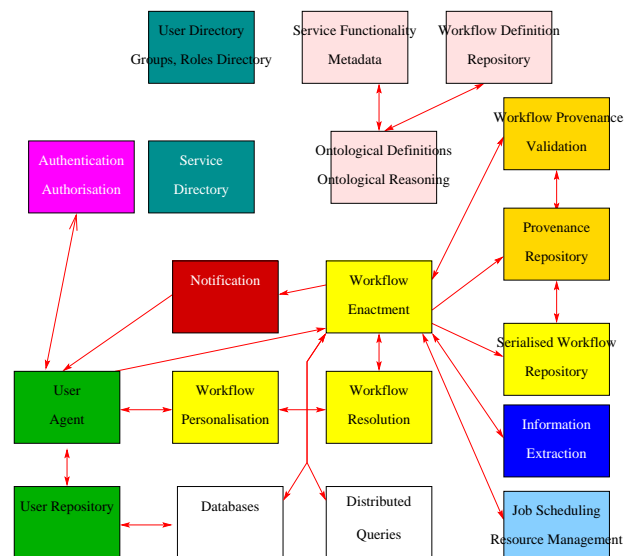 User Directory
Groups, Roles Directory
Service Functionality
Metadata
Workflow Definition
Repository
Authentication
Authorisation
Service
Directory
Ontological Definitions
Ontological Reasoning
Workflow Provenance
Validation
Provenance
Repository
Notification
Workflow
Enactment
Serialised Workflow
Repository
User
Agent
Workflow
Personalisation
Workflow
Resolution
Information
Extraction
User Repository
Databases
Distributed
Queries
Job Scheduling
Resource Management